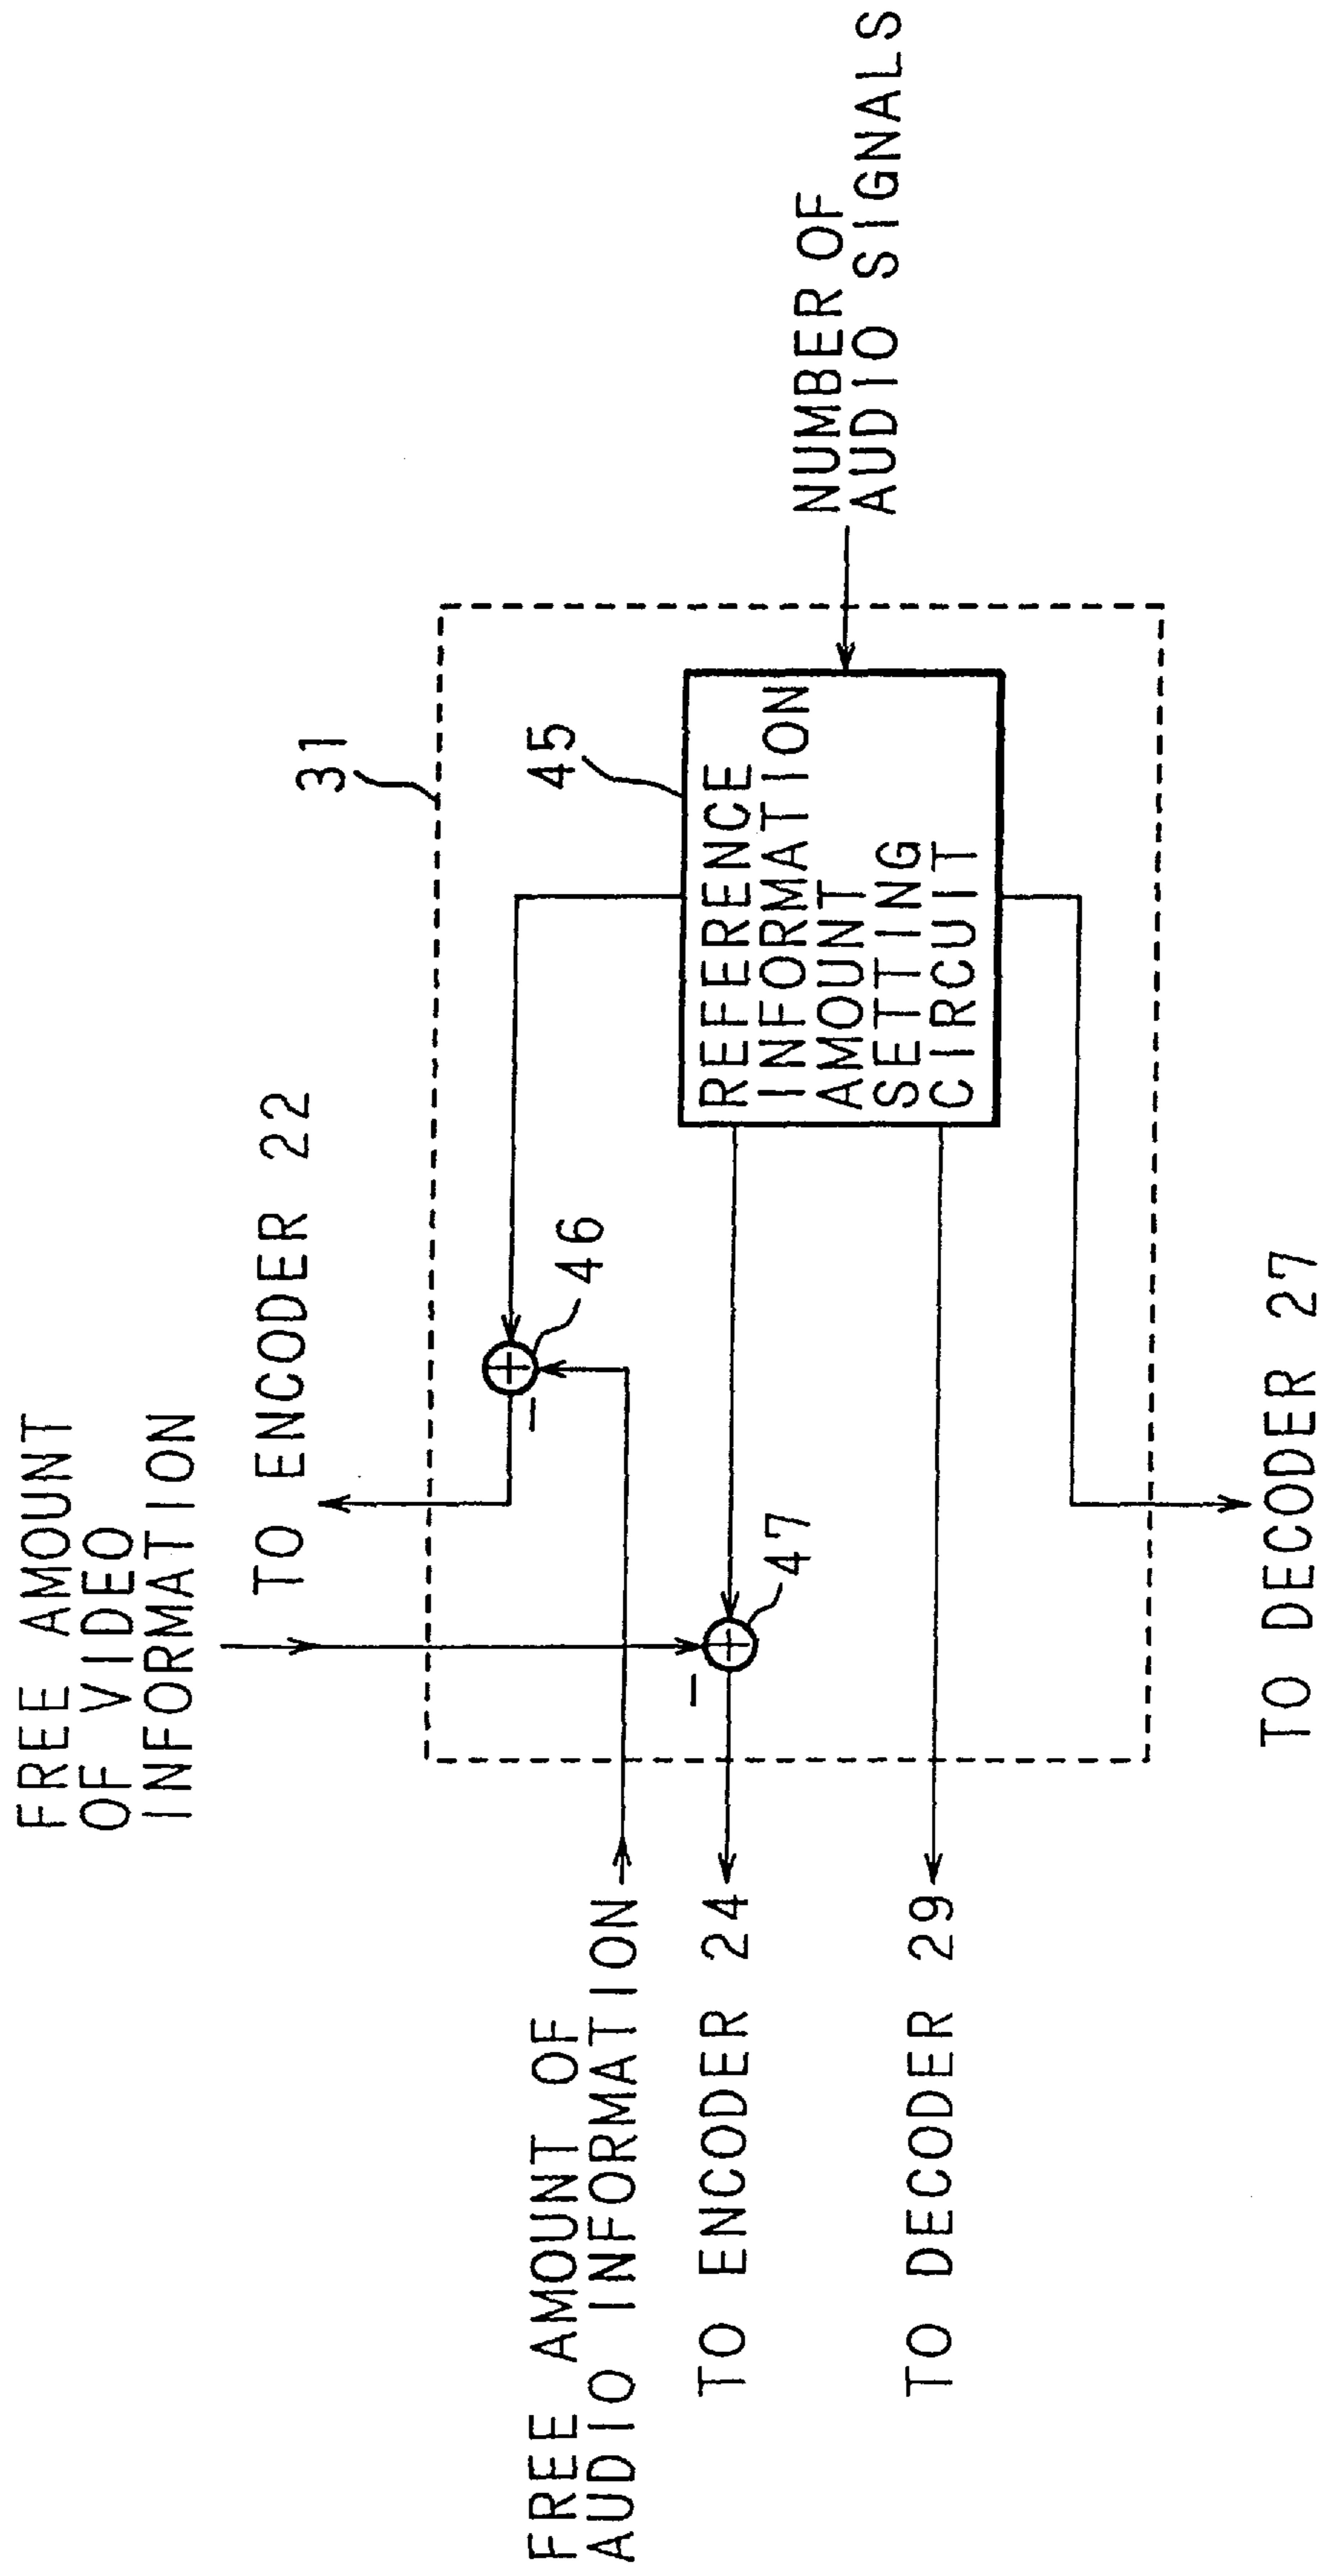 FREE AMOUNT
OF VIDEO
INFORMATION
TO ENCODER 22
31
FREE AMOUNT OF
AUDIO INFORMATION
46
45
TO ENCODER 24
47
REFERENCE
INFORMATION
AMOUNT
SETTING
CIRCUIT
NUMBER OF
AUDIO SIGNALS
TO DECODER 29
TO DECODER 27